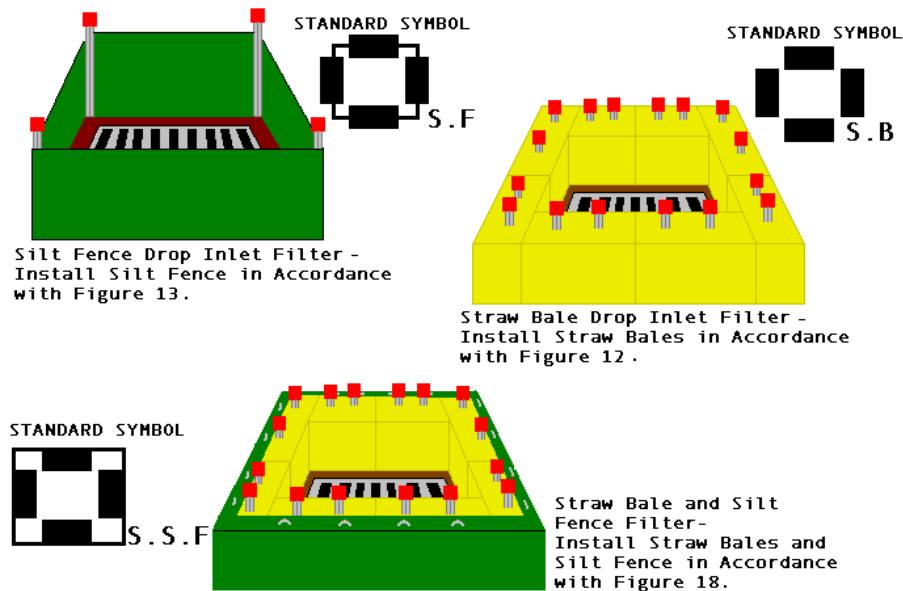 STANDARD SYMBOL
S.F
Silt Fence Drop Inlet Filter -
Install Silt Fence in Accordance
with Figure 13.
STANDARD SYMBOL
S.B
Straw Bale Drop Inlet Filter -
Install Straw Bales in Accordance
with Figure 12.
STANDARD SYMBOL
S.S.F
Straw Bale and Silt
Fence Filter-
Install Straw Bales and
Silt Fence in Accordance
with Figure 18.